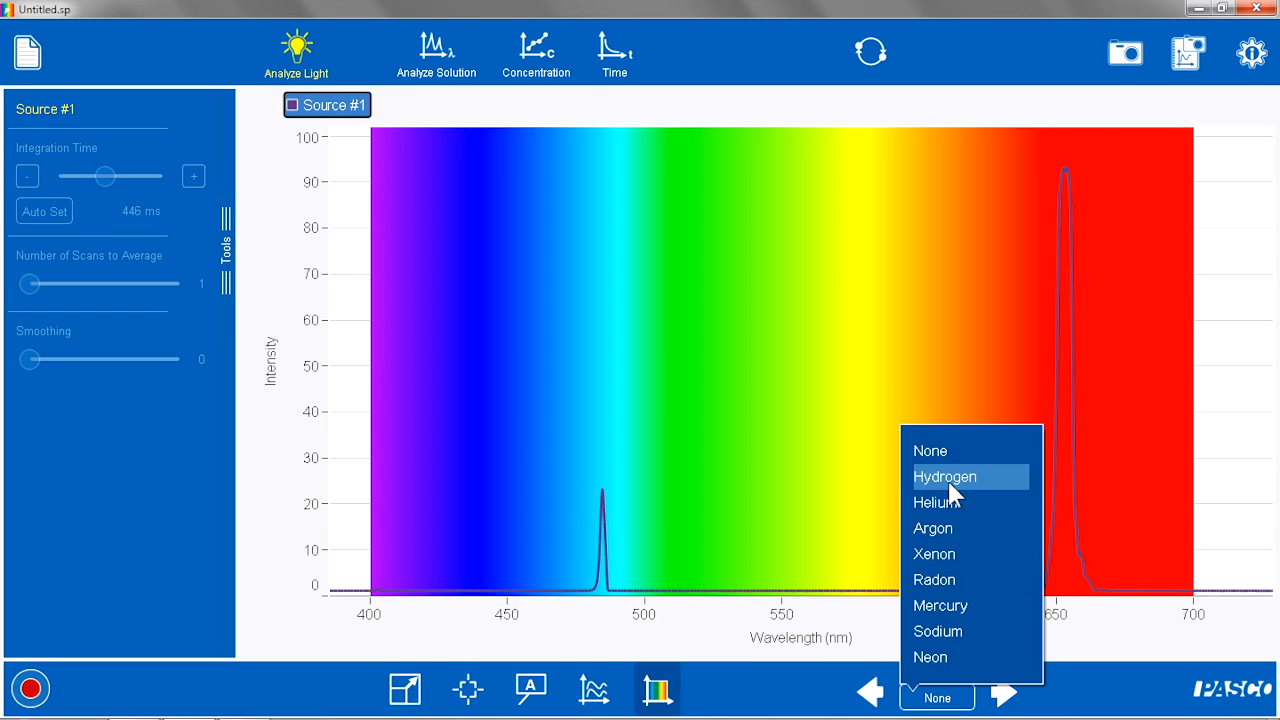 Untitled.sp
Analyze Light
Analyze Solution
Concentration
Time
λ
C
t
Source #1
Integration Time
-
+
Auto Set
446 ms
Number of Scans to Average
1
Smoothing
0
Tools
Source #1
100
90
80
70
60
50
40
30
20
10
0
Intensity
400
450
500
550
650
700
Wavelength (nm)
None
Hydrogen
Helium
Argon
Xenon
Radon
Mercury
Sodium
Neon
A
None
PASCO